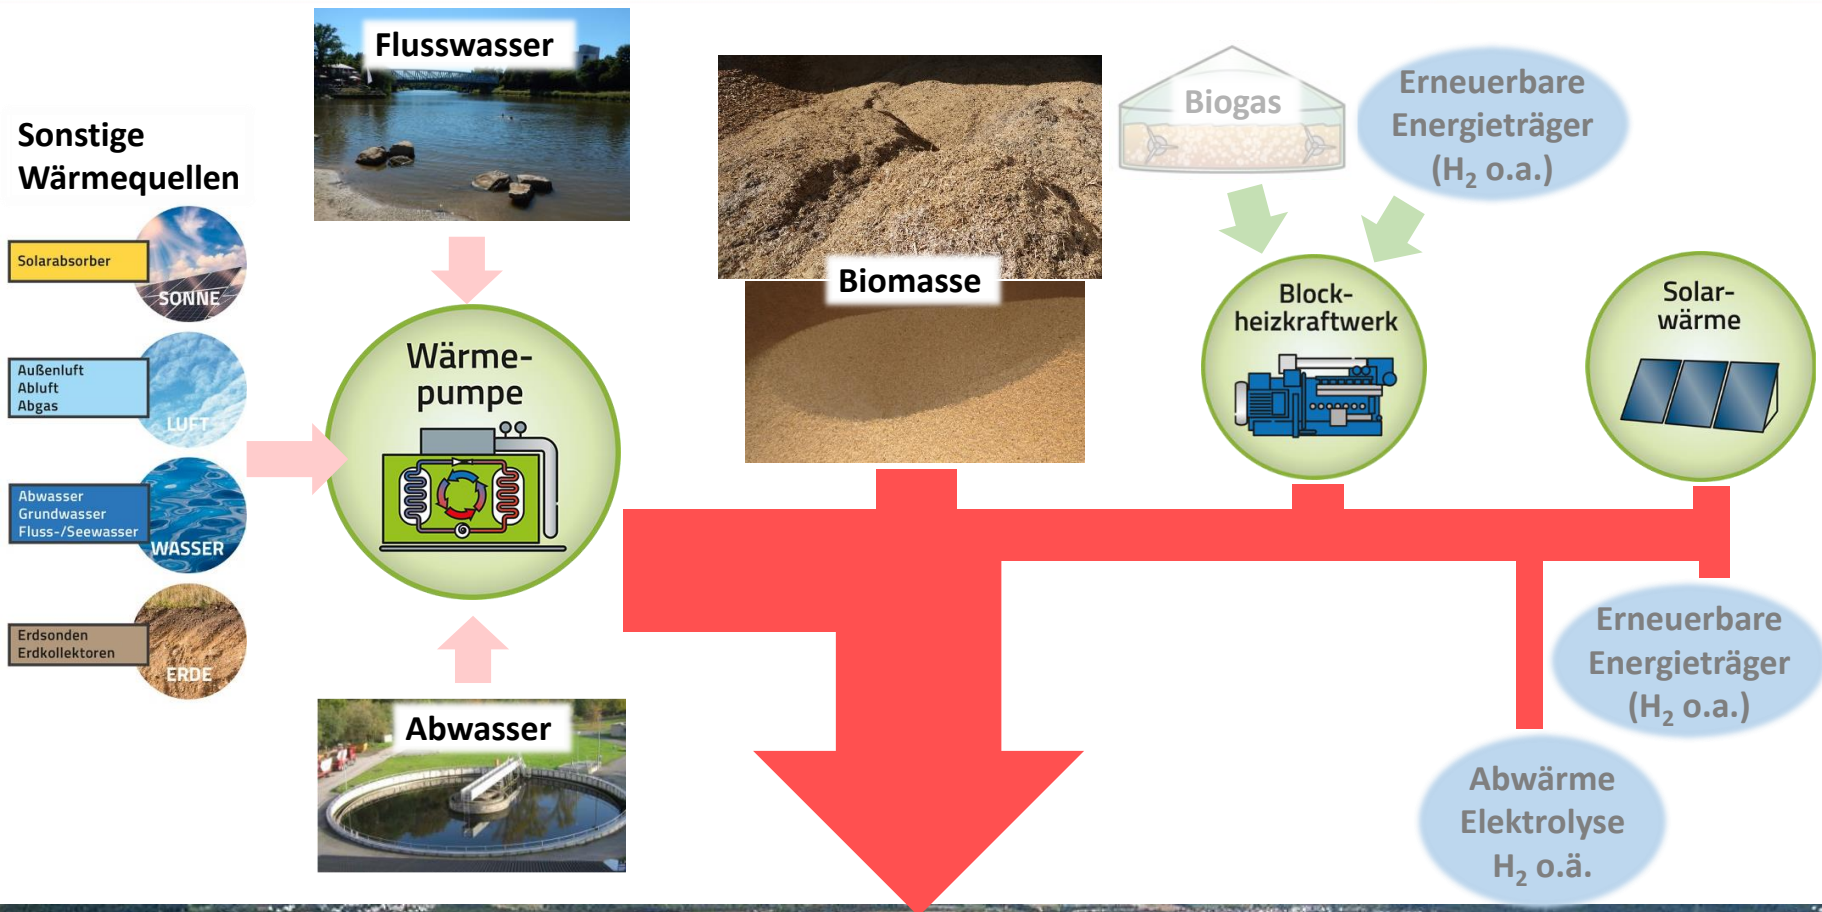 Sonstige
Wärmequellen
Solarabsorber
SONNE
Außenluft
Abluft
Abgas
LUFT
Abwasser
Grundwasser
Fluss-/Seewasser
WASSER
Erdsonden
Erdkollektoren
ERDE
Flusswasser
Wärme-
pumpe
Abwasser
Biomasse
Biogas
Erneuerbare
Energieträger
(H₂ o.a.)
Block-
heizkraftwerk
Solar-
wärme
Erneuerbare
Energieträger
(H₂ o.a.)
Abwärme
Elektrolyse
H₂ o.ä.